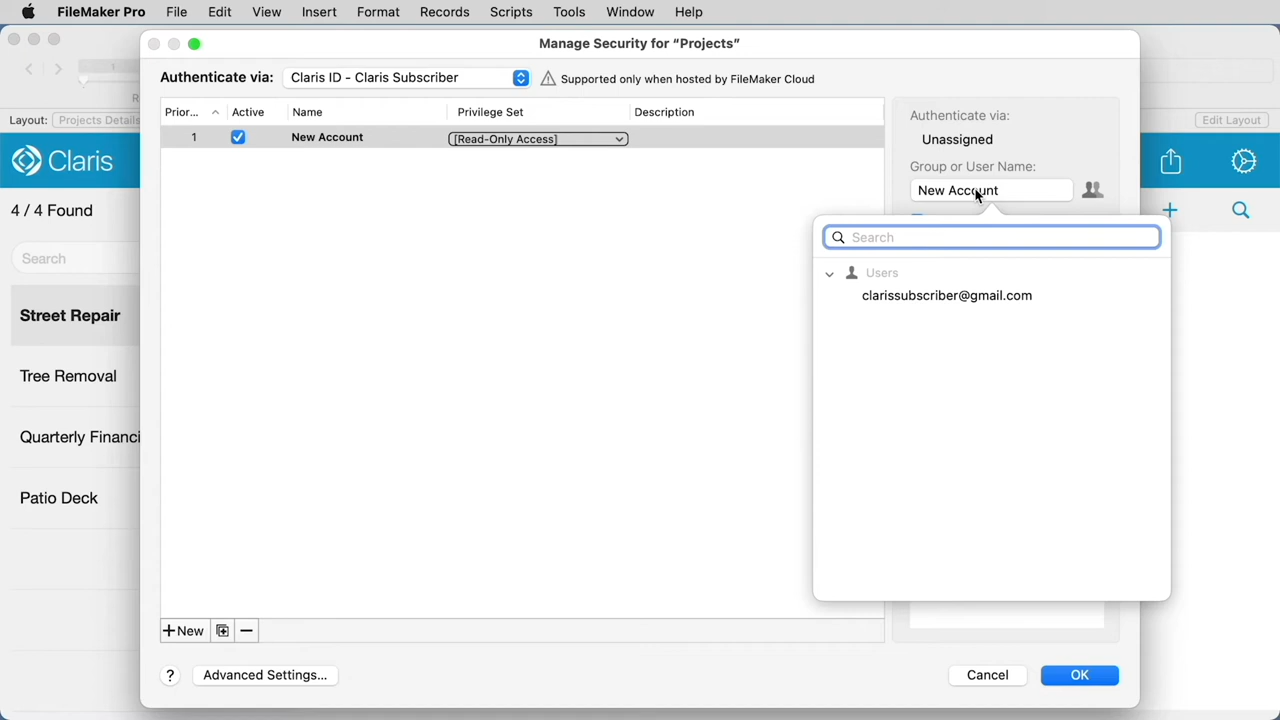 FileMaker Pro File Edit View Insert Format Records Scripts Tools Window Help
Manage Security for “Projects”
Authenticate via: Claris ID - Claris Subscriber Supported only when hosted by FileMaker Cloud
Layout: Projects Details
Edit Layout
Claris
4 / 4 Found
Search
Street Repair
Tree Removal
Quarterly Financi
Patio Deck
Prior... Active Name Privilege Set Description
1 New Account [Read-Only Access]
Authenticate via:
Unassigned
Group or User Name:
New Account
Search
Users
clarissubscriber@gmail.com
New
? Advanced Settings... Cancel OK